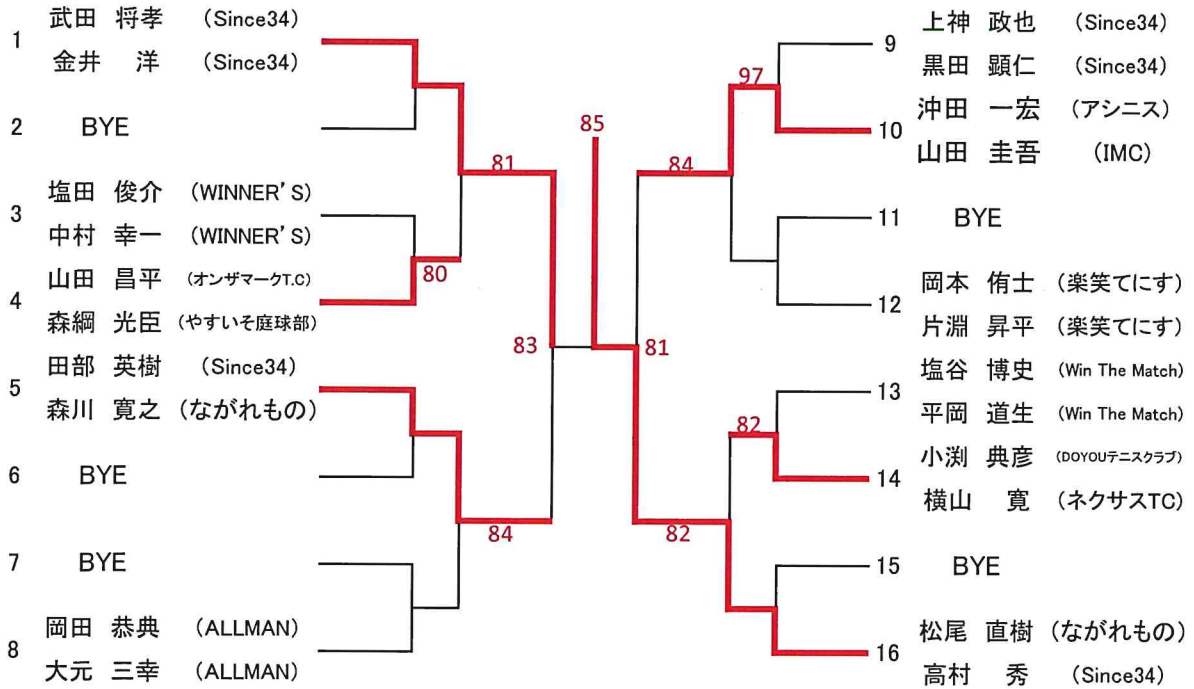 1
武田 将孝 (Since34)
金井 洋 (Since34)
2 BYE
3
塩田 俊介 (WINNER'S)
中村 幸一 (WINNER'S)
4
山田 昌平 (オンザマークT.C)
森綱 光臣 (やすいそ庭球部)
5
田部 英樹 (Since34)
森川 寛之 (ながれもの)
6 BYE
7 BYE
8
岡田 恭典 (ALLMAN)
大元 三幸 (ALLMAN)
81
80
83
84
85
97
84
81
82
82
9
上神 政也 (Since34)
黒田 顕仁 (Since34)
10
沖田 一宏 (アシニス)
山田 圭吾 (IMC)
11 BYE
12
岡本 侑士 (楽笑てにす)
片淵 昇平 (楽笑てにす)
13
塩谷 博史 (Win The Match)
平岡 道生 (Win The Match)
14
小渕 典彦 (DOYOUテニスクラブ)
横山 寛 (ネクサスTC)
15 BYE
16
松尾 直樹 (ながれもの)
高村 秀 (Since34)